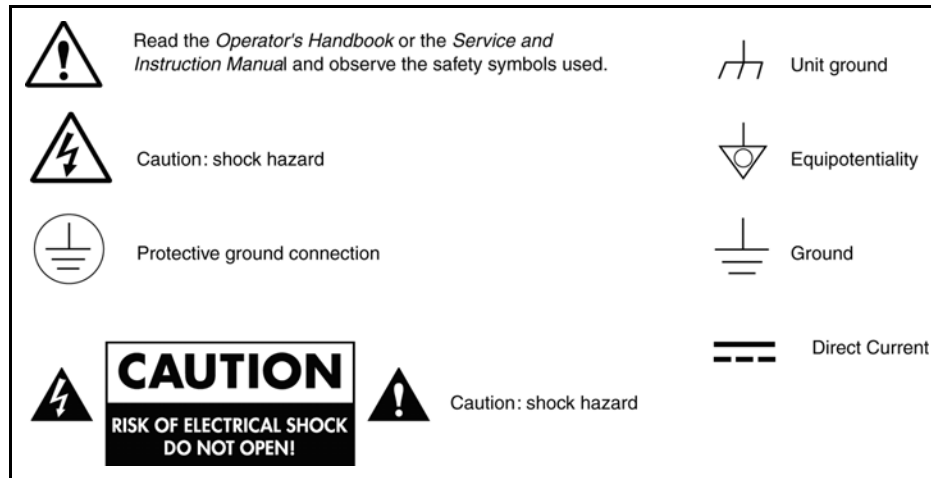 Read the Operator's Handbook or the Service and
Instruction Manual and observe the safety symbols used.
Caution: shock hazard
Protective ground connection
CAUTION
RISK OF ELECTRICAL SHOCK
DO NOT OPEN!
Caution: shock hazard
Unit ground
Equipotentiality
Ground
Direct Current